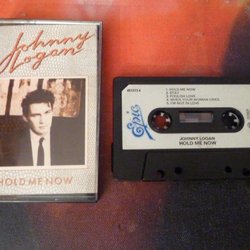 Johnny
Logan
HOLD ME NOW
Epic
1. HOLD ME NOW
2. STAY
3. FOOL(S) LOVE
4. WHEN YOUR WOMAN CRIES
5. I'M NOT IN LOVE
JOHNNY LOGAN
HOLD ME NOW